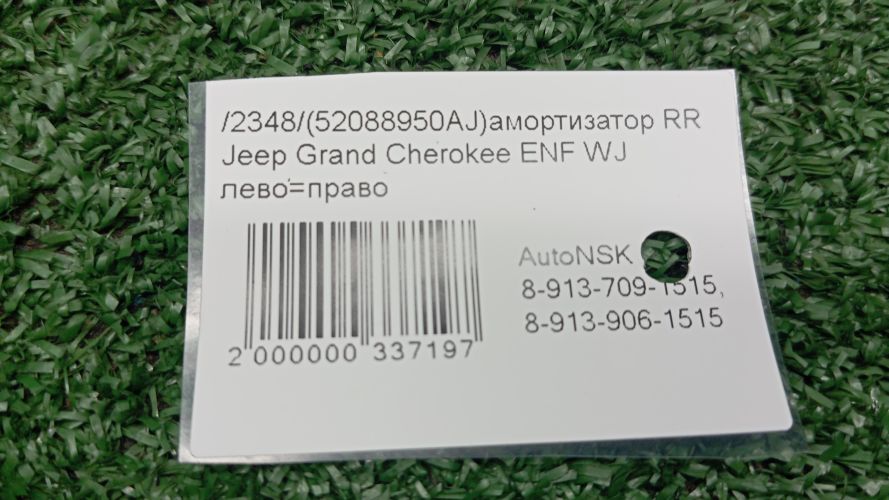 /2348/(52088950AJ)амортизатор RR
Jeep Grand Cherokee ENF WJ
лево=право
AutoNSK
8-913-709-1515,
8-913-906-1515
2 000000 337197